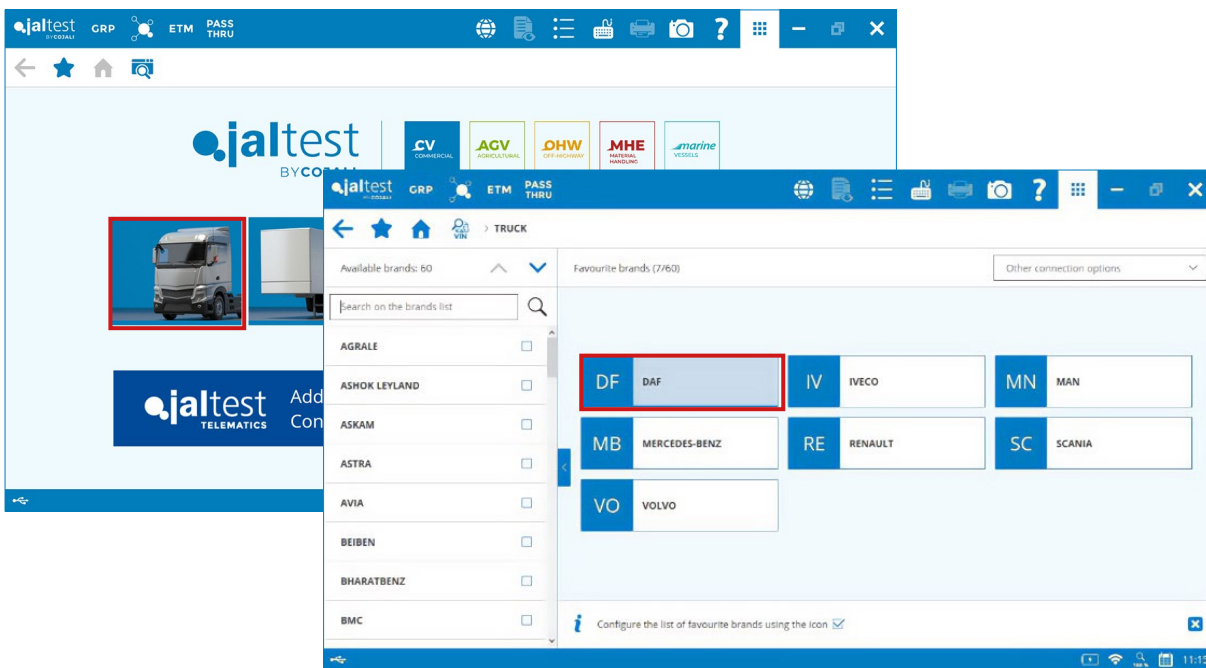 jaltest GRP ETM PASS THRU
BY COJALI
jaltest
BY COJALI
CV COMMERCIAL
AGV AGRICULTURAL
OHW OFF-HIGHWAY
MHE MATERIAL HANDLING
marine VESSELS
jaltest TELEMATICS
Add
Con
jaltest GRP ETM PASS THRU
BY COJALI
VIN > TRUCK
Available brands: 60
Favourite brands (7/60)
Other connection options
Search on the brands list
AGRALE
ASHOK LEYLAND
ASKAM
ASTRA
AVIA
BEIBEN
BHARATBENZ
BMC
DF DAF
IV IVECO
MN MAN
MB MERCEDES-BENZ
RE RENAULT
SC SCANIA
VO VOLVO
Configure the list of favourite brands using the icon
100 %